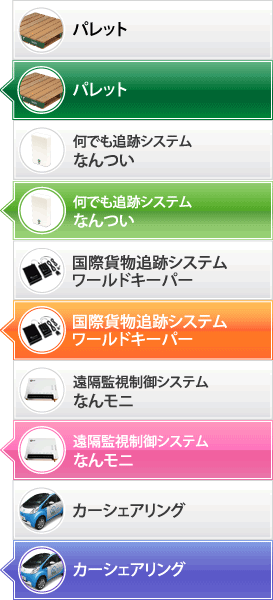 パレット
パレット
何でも追跡システム
なんつい
何でも追跡システム
なんつい
国際貨物追跡システム
ワールドキーパー
国際貨物追跡システム
ワールドキーパー
遠隔監視制御システム
なんモニ
遠隔監視制御システム
なんモニ
カーシェアリング
カーシェアリング